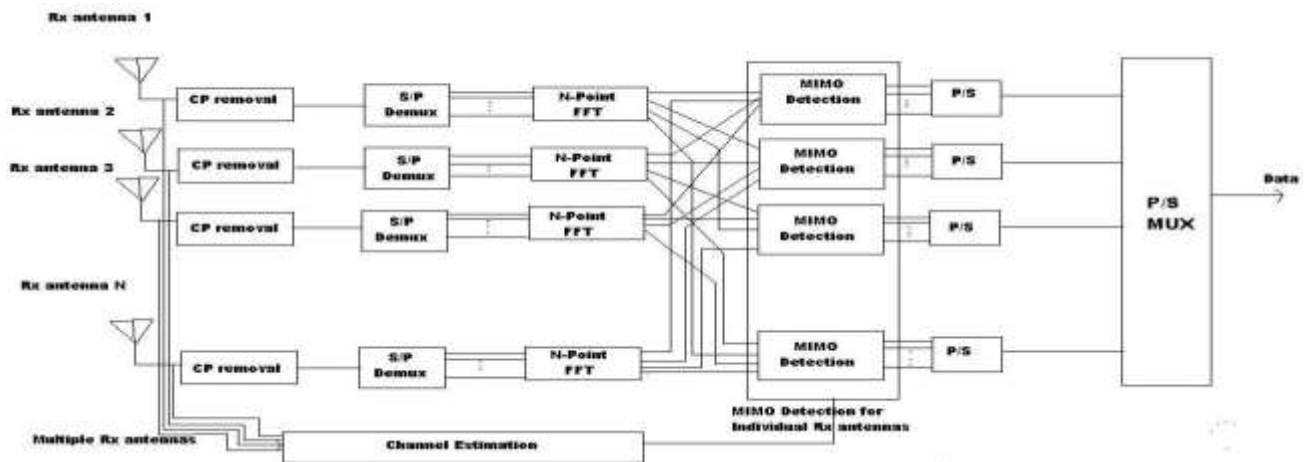 Rx antenna 1
Rx antenna 2
CP removal
S/P
Demux
N-Point
FFT
MIMO
Detection
P/S
Rx antenna 3
CP removal
S/P
Demux
N-Point
FFT
MIMO
Detection
P/S
CP removal
S/P
Demux
N-Point
FFT
MIMO
Detection
P/S
P/S
MUX
Data
Rx antenna N
CP removal
S/P
Demux
N-Point
FFT
MIMO
Detection
P/S
MIMO Detection for
Individual Rx antennas
Multiple Rx antennas
Channel Estimation